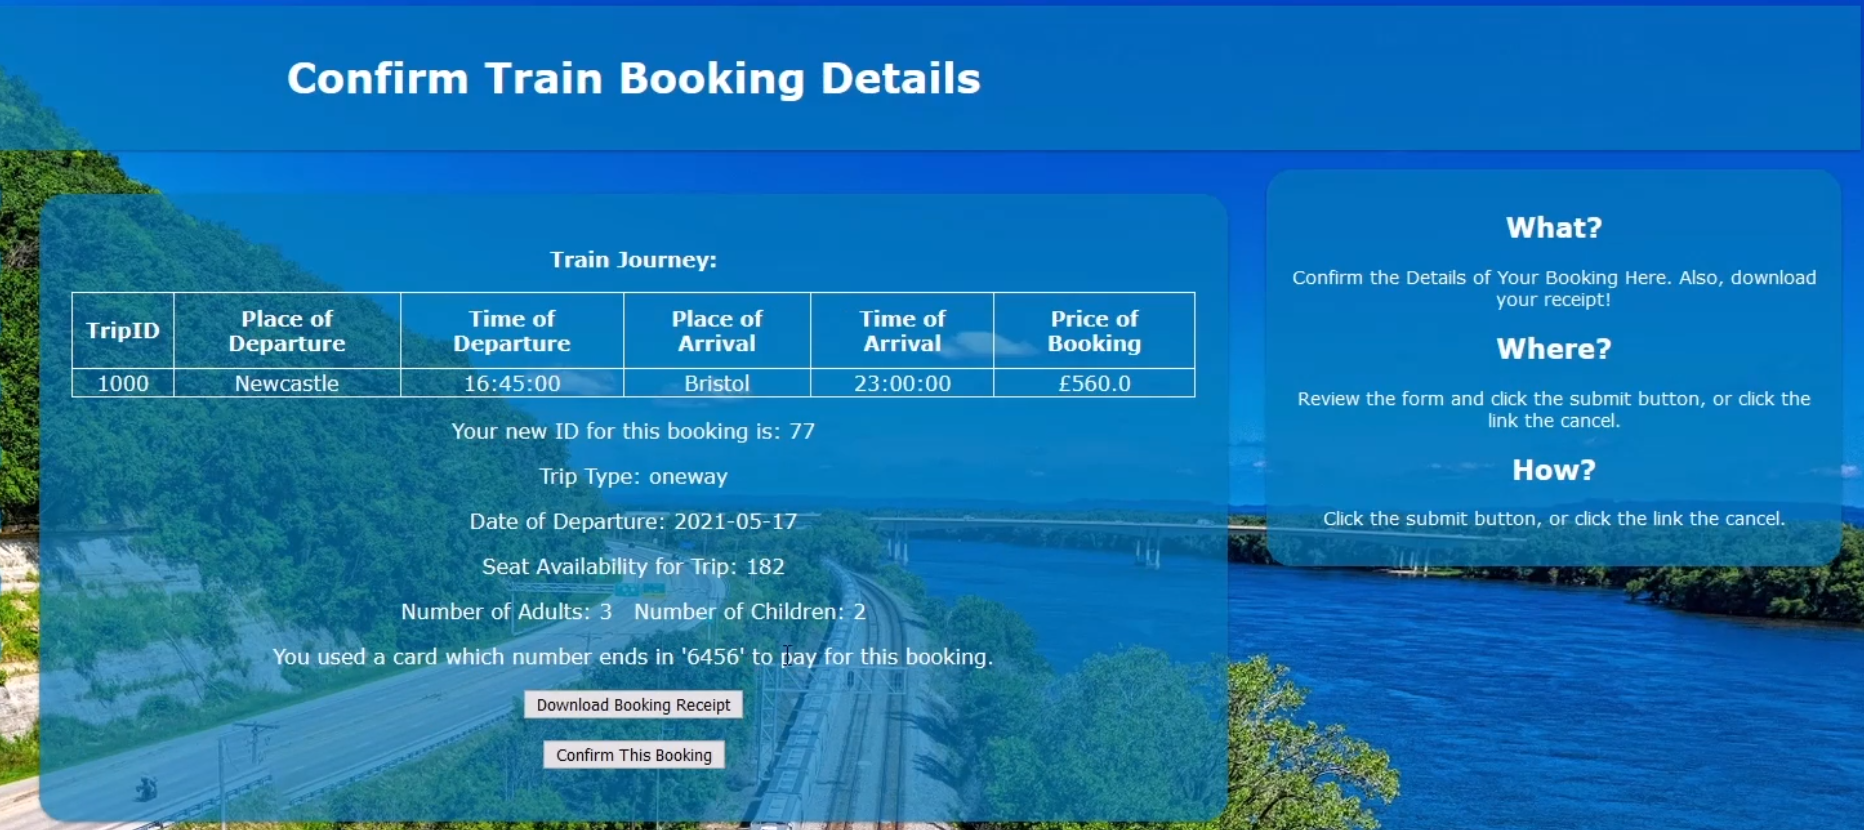 Confirm Train Booking Details
Train Journey:
TripID Place of Departure Time of Departure Place of Arrival Time of Arrival Price of Booking
1000 Newcastle 16:45:00 Bristol 23:00:00 £560.0
Your new ID for this booking is: 77
Trip Type: oneway
Date of Departure: 2021-05-17
Seat Availability for Trip: 182
Number of Adults: 3 Number of Children: 2
You used a card which number ends in '6456' to pay for this booking.
Download Booking Receipt
Confirm This Booking
What?
Confirm the Details of Your Booking Here. Also, download
your receipt!
Where?
Review the form and click the submit button, or click the
link the cancel.
How?
Click the submit button, or click the link the cancel.